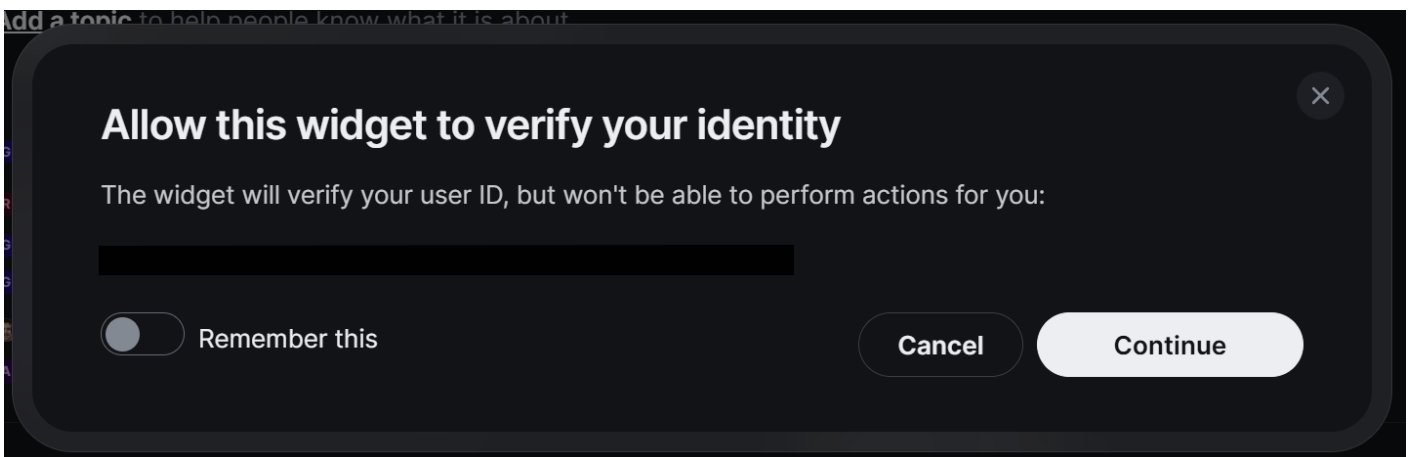 Add a topic to help people know what it is about
Allow this widget to verify your identity
The widget will verify your user ID, but won't be able to perform actions for you:
Remember this
Cancel
Continue
G
R
G
G
A